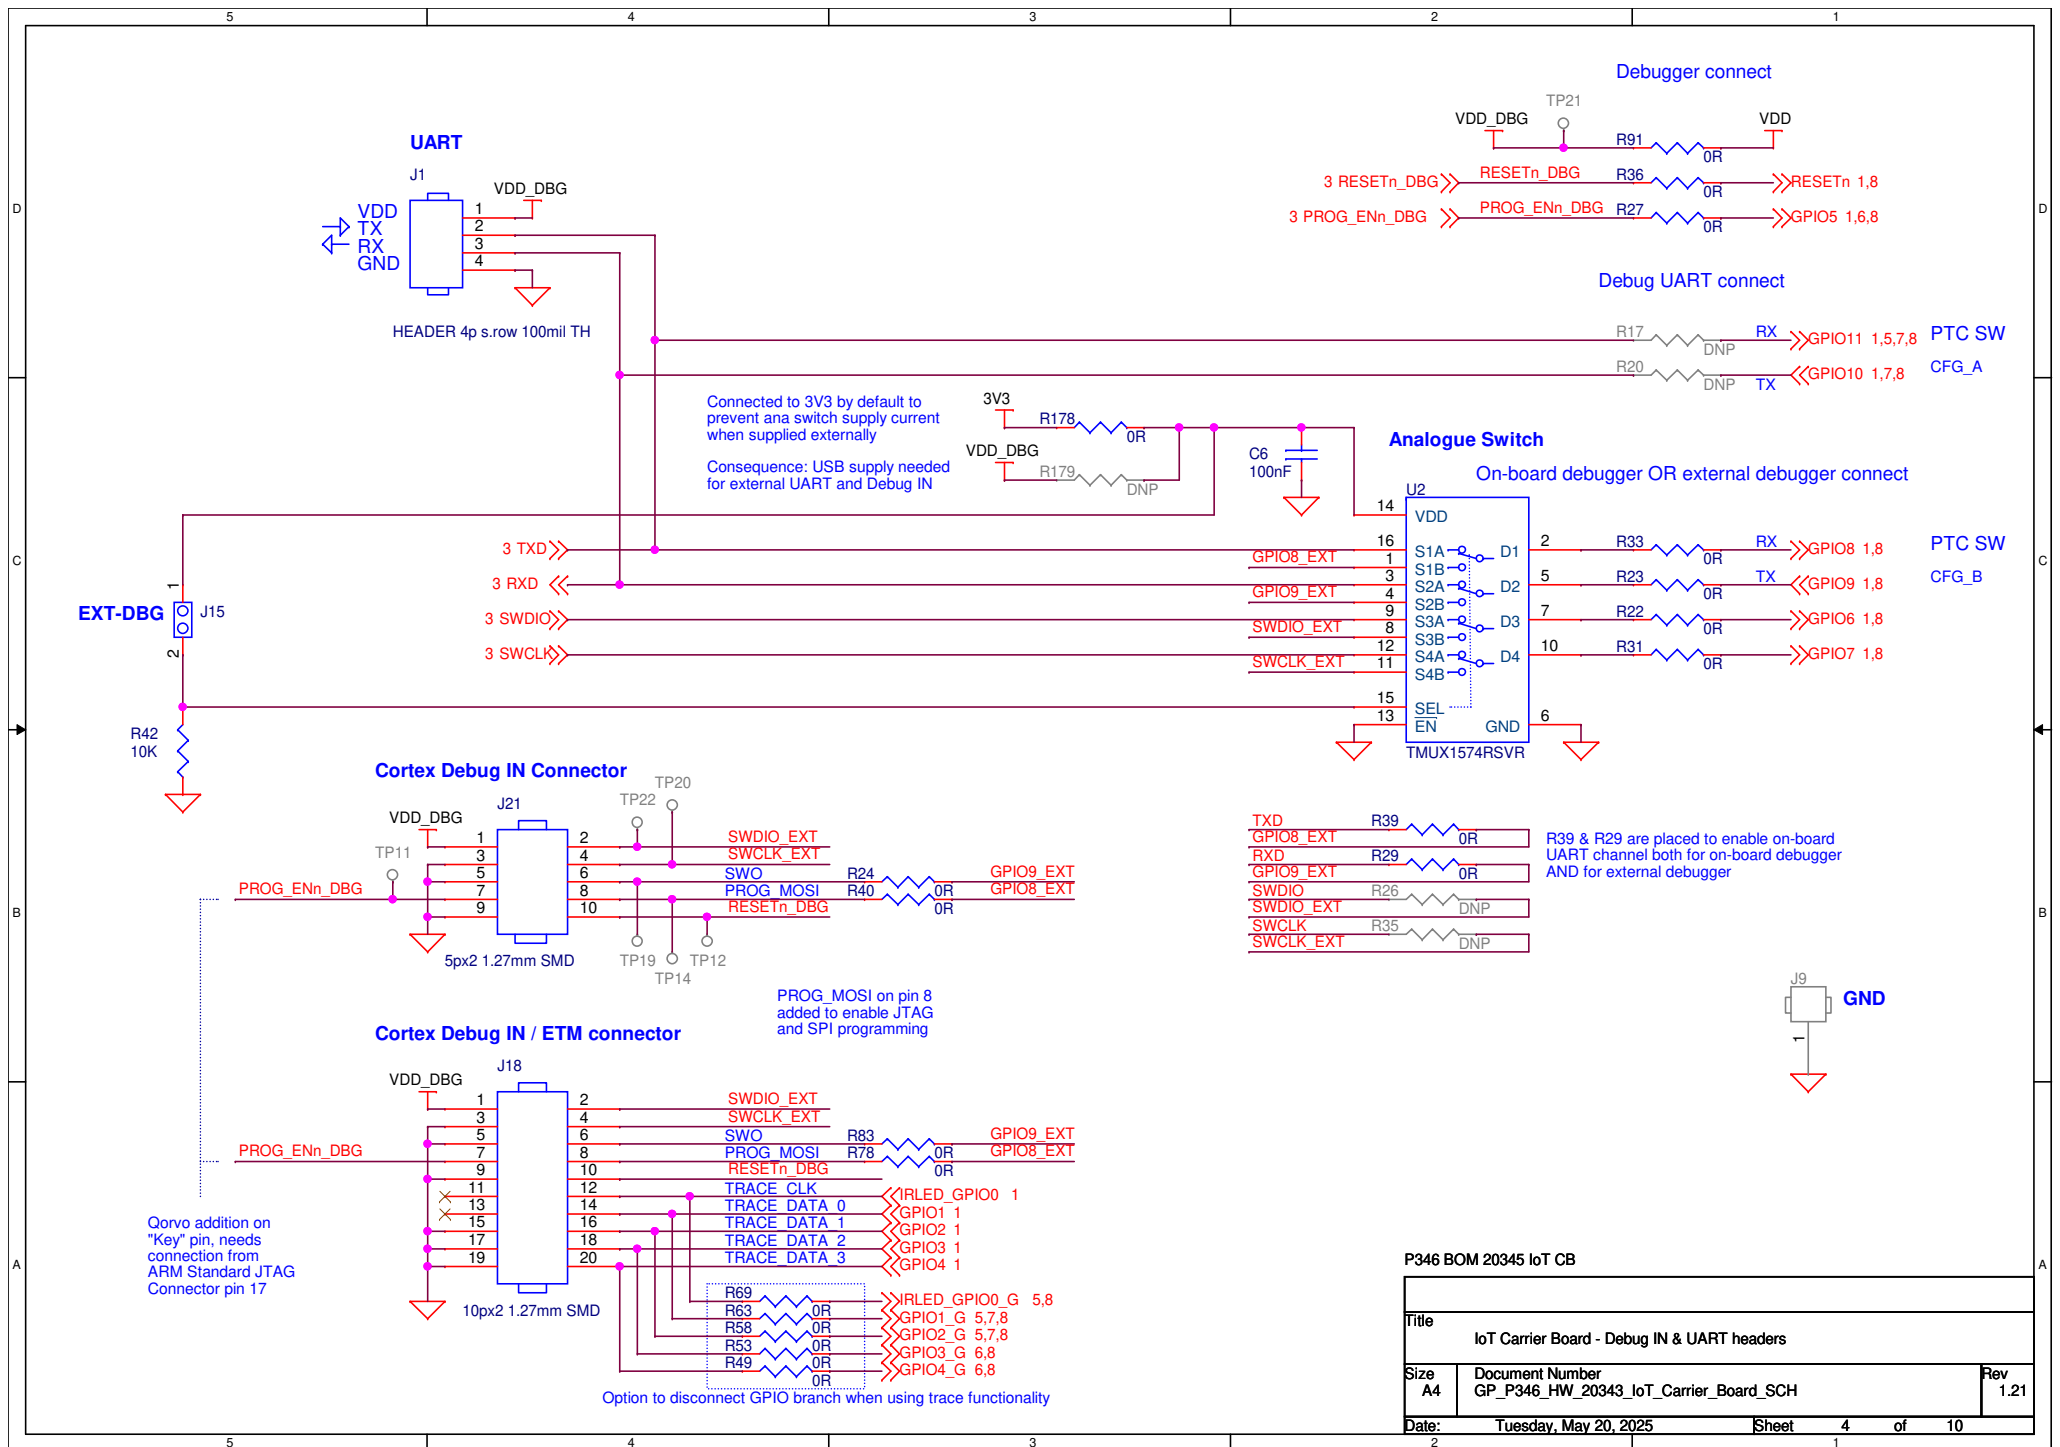 5 4 3 2 1
Debugger connect
TP21
VDD_DBG VDD
R91
0R
3 RESETn_DBG RESETn_DBG R36 RESETn 1,8
0R
3 PROG_ENn_DBG PROG_ENn_DBG R27 GPIO5 1,6,8
0R
UART
J1
VDD_DBG
VDD 1
TX 2
RX 3
GND 4
HEADER 4p s.row 100mil TH
D D
Debug UART connect
R17 RX GPIO11 1,5,7,8 PTC SW
DNP
R20 GPIO10 1,7,8 CFG_A
DNP TX
Connected to 3V3 by default to
prevent ana switch supply current
when supplied externally
Consequence: USB supply needed
for external UART and Debug IN
3V3
R178
0R
VDD_DBG
R179
DNP
C6
100nF
Analogue Switch
On-board debugger OR external debugger connect
U2
14 VDD
3 TXD 16 S1A D1 2 R33 RX GPIO8 1,8 PTC SW
0R
GPIO8_EXT 1 S1B
3 RXD 3 S2A D2 5 R23 TX GPIO9 1,8 CFG_B
0R
GPIO9_EXT 4 S2B
3 SWDIO 9 S3A D3 7 R22 GPIO6 1,8
0R
SWDIO_EXT 8 S3B
3 SWCLK 12 S4A D4 10 R31 GPIO7 1,8
0R
SWCLK_EXT 11 S4B
15 SEL
13 EN GND 6
TMUX1574RSVR
C C
1
EXT-DBG J15
2
R42
10K
Cortex Debug IN Connector
J21
TP20
TP22
VDD_DBG
TP11
1 2 SWDIO_EXT
3 4 SWCLK_EXT
5 6 SWO R24 GPIO9_EXT
0R
PROG_ENn_DBG 7 8 PROG_MOSI R40 GPIO8_EXT
0R
9 10 RESETn_DBG
5px2 1.27mm SMD
TP19 TP12
TP14
PROG_MOSI on pin 8
added to enable JTAG
and SPI programming
TXD R39
GPIO8_EXT 0R
RXD R29
GPIO9_EXT 0R
SWDIO R26
SWDIO_EXT DNP
SWCLK R35
SWCLK_EXT DNP
R39 & R29 are placed to enable on-board
UART channel both for on-board debugger
AND for external debugger
B B
J9
GND
1
Cortex Debug IN / ETM connector
J18
VDD_DBG
1 2 SWDIO_EXT
3 4 SWCLK_EXT
5 6 SWO R83 GPIO9_EXT
0R
PROG_ENn_DBG 7 8 PROG_MOSI R78 GPIO8_EXT
0R
9 10 RESETn_DBG
11 12 TRACE_CLK IRLED_GPIO0 1
13 14 TRACE_DATA_0 GPIO1 1
15 16 TRACE_DATA_1 GPIO2 1
17 18 TRACE_DATA_2 GPIO3 1
19 20 TRACE_DATA_3 GPIO4 1
10px2 1.27mm SMD
R69 IRLED_GPIO0_G 5,8
0R
R63 GPIO1_G 5,7,8
0R
R58 GPIO2_G 5,7,8
0R
R53 GPIO3_G 6,8
0R
R49 GPIO4_G 6,8
0R
Option to disconnect GPIO branch when using trace functionality
Qorvo addition on
"Key" pin, needs
connection from
ARM Standard JTAG
Connector pin 17
A A
P346 BOM 20345 IoT CB
Title
IoT Carrier Board - Debug IN & UART headers
Size Document Number Rev
A4 GP_P346_HW_20343_IoT_Carrier_Board_SCH 1.21
Date: Tuesday, May 20, 2025 Sheet 4 of 10
5 4 3 2 1